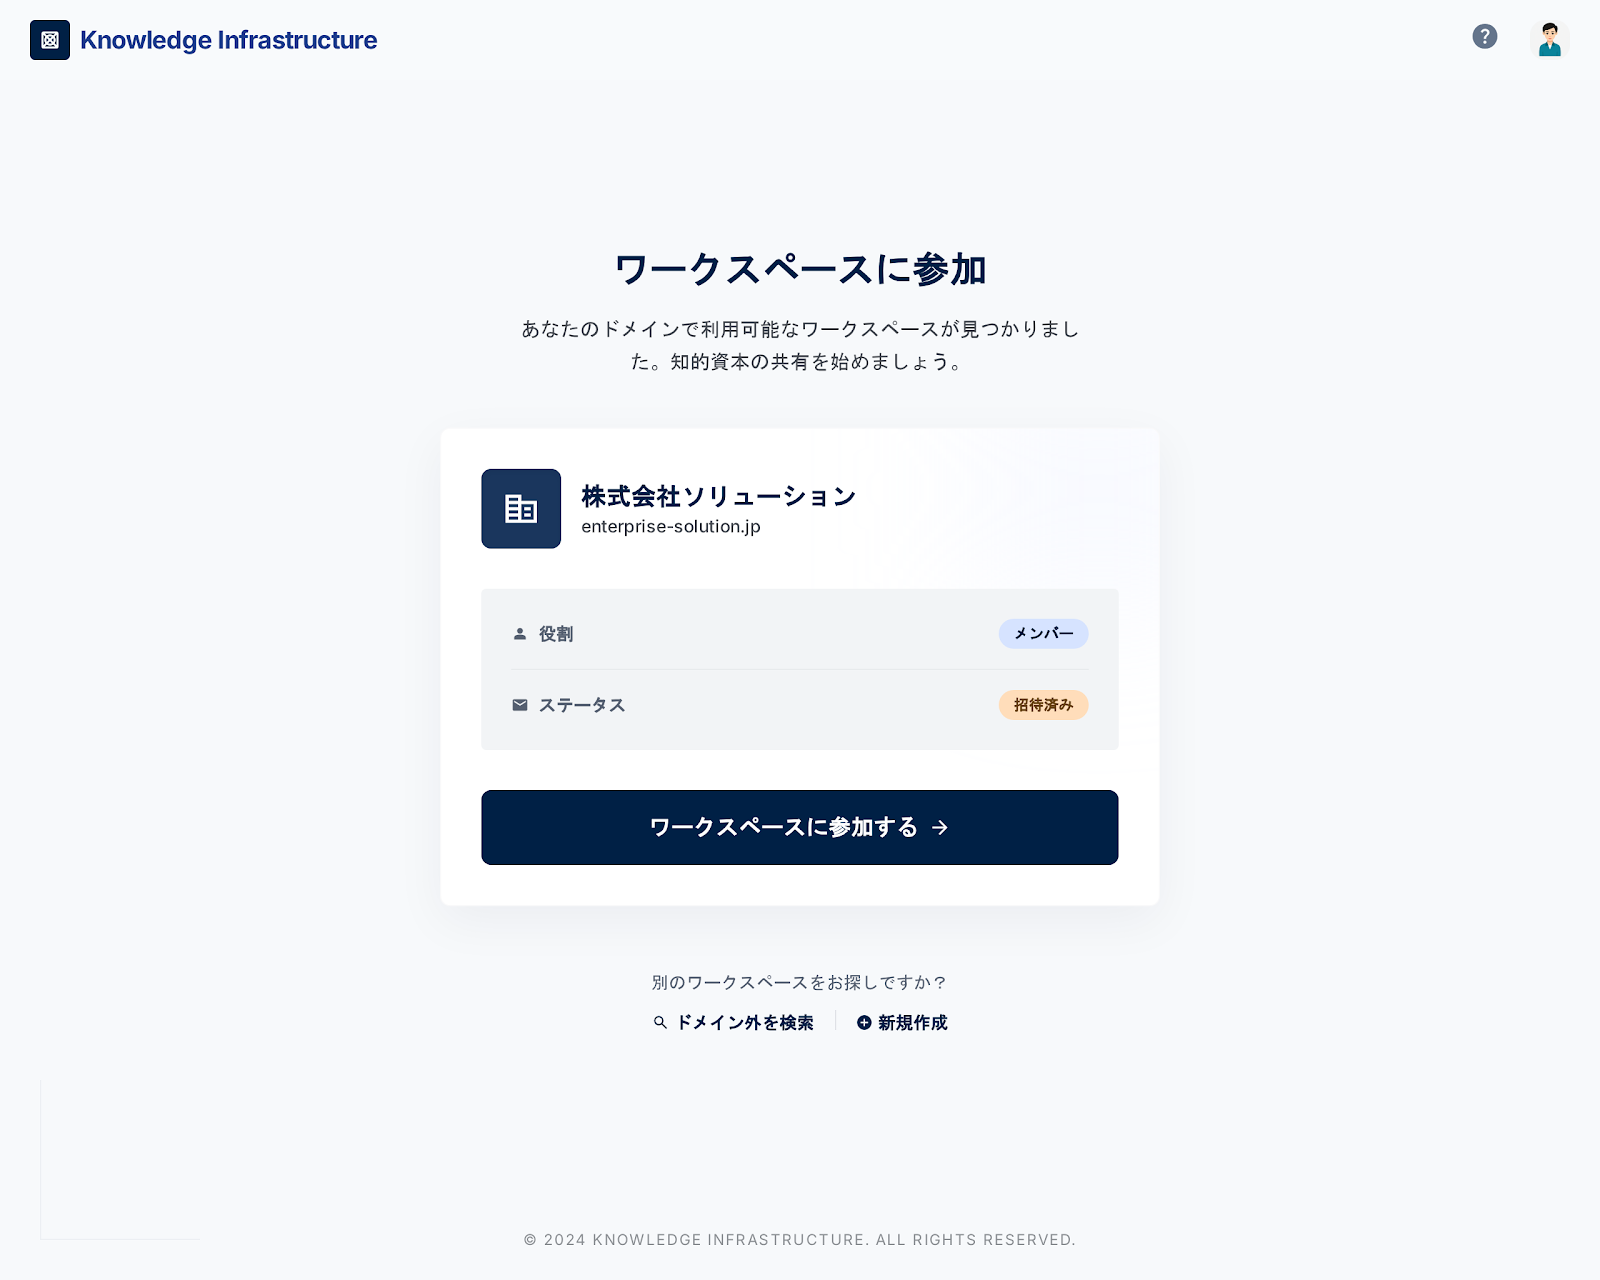 Knowledge Infrastructure
?
ワークスペースに参加
あなたのドメインで利用可能なワークスペースが見つかりまし
た。知的資本の共有を始めましょう。
株式会社ソリューション
enterprise-solution.jp
役割
メンバー
ステータス
招待済み
ワークスペースに参加する →
別のワークスペースをお探しですか？
ドメイン外を検索
新規作成
© 2024 KNOWLEDGE INFRASTRUCTURE. ALL RIGHTS RESERVED.